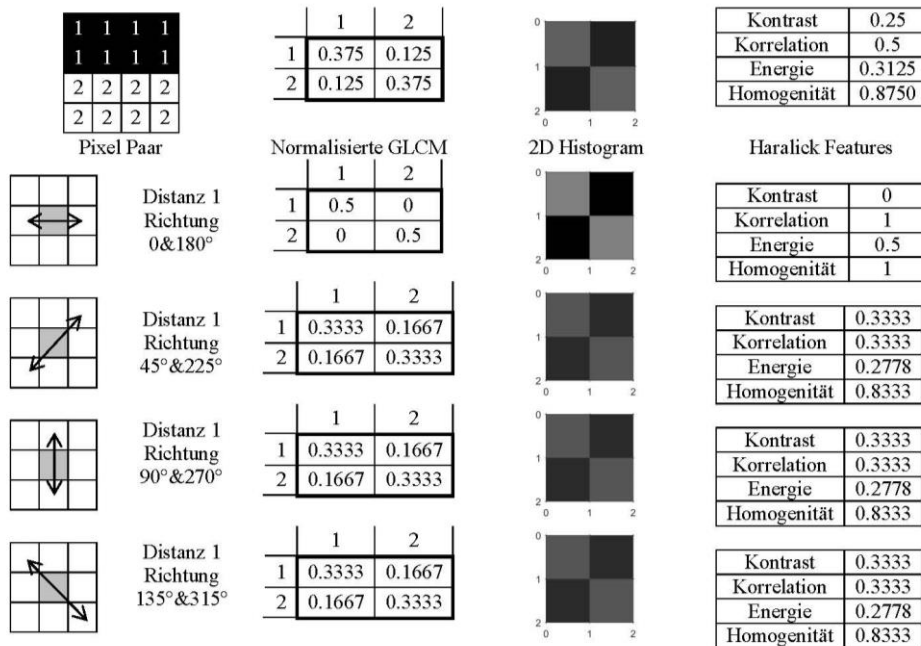 1 1 1 1
1 1 1 1
2 2 2 2
2 2 2 2
1 2
1 0.375 0.125
2 0.125 0.375
0
1
2
0 1 2
Kontrast 0.25
Korrelation 0.5
Energie 0.3125
Homogenität 0.8750
Pixel Paar
Normalisierte GLCM
2D Histogram
Haralick Features
Distanz 1
Richtung
0&180°
1 2
1 0.5 0
2 0 0.5
0
1
2
0 1 2
Kontrast 0
Korrelation 1
Energie 0.5
Homogenität 1
Distanz 1
Richtung
45°&225°
1 2
1 0.3333 0.1667
2 0.1667 0.3333
0
1
2
0 1 2
Kontrast 0.3333
Korrelation 0.3333
Energie 0.2778
Homogenität 0.8333
Distanz 1
Richtung
90°&270°
1 2
1 0.3333 0.1667
2 0.1667 0.3333
0
1
2
0 1 2
Kontrast 0.3333
Korrelation 0.3333
Energie 0.2778
Homogenität 0.8333
Distanz 1
Richtung
135°&315°
1 2
1 0.3333 0.1667
2 0.1667 0.3333
0
1
2
0 1 2
Kontrast 0.3333
Korrelation 0.3333
Energie 0.2778
Homogenität 0.8333